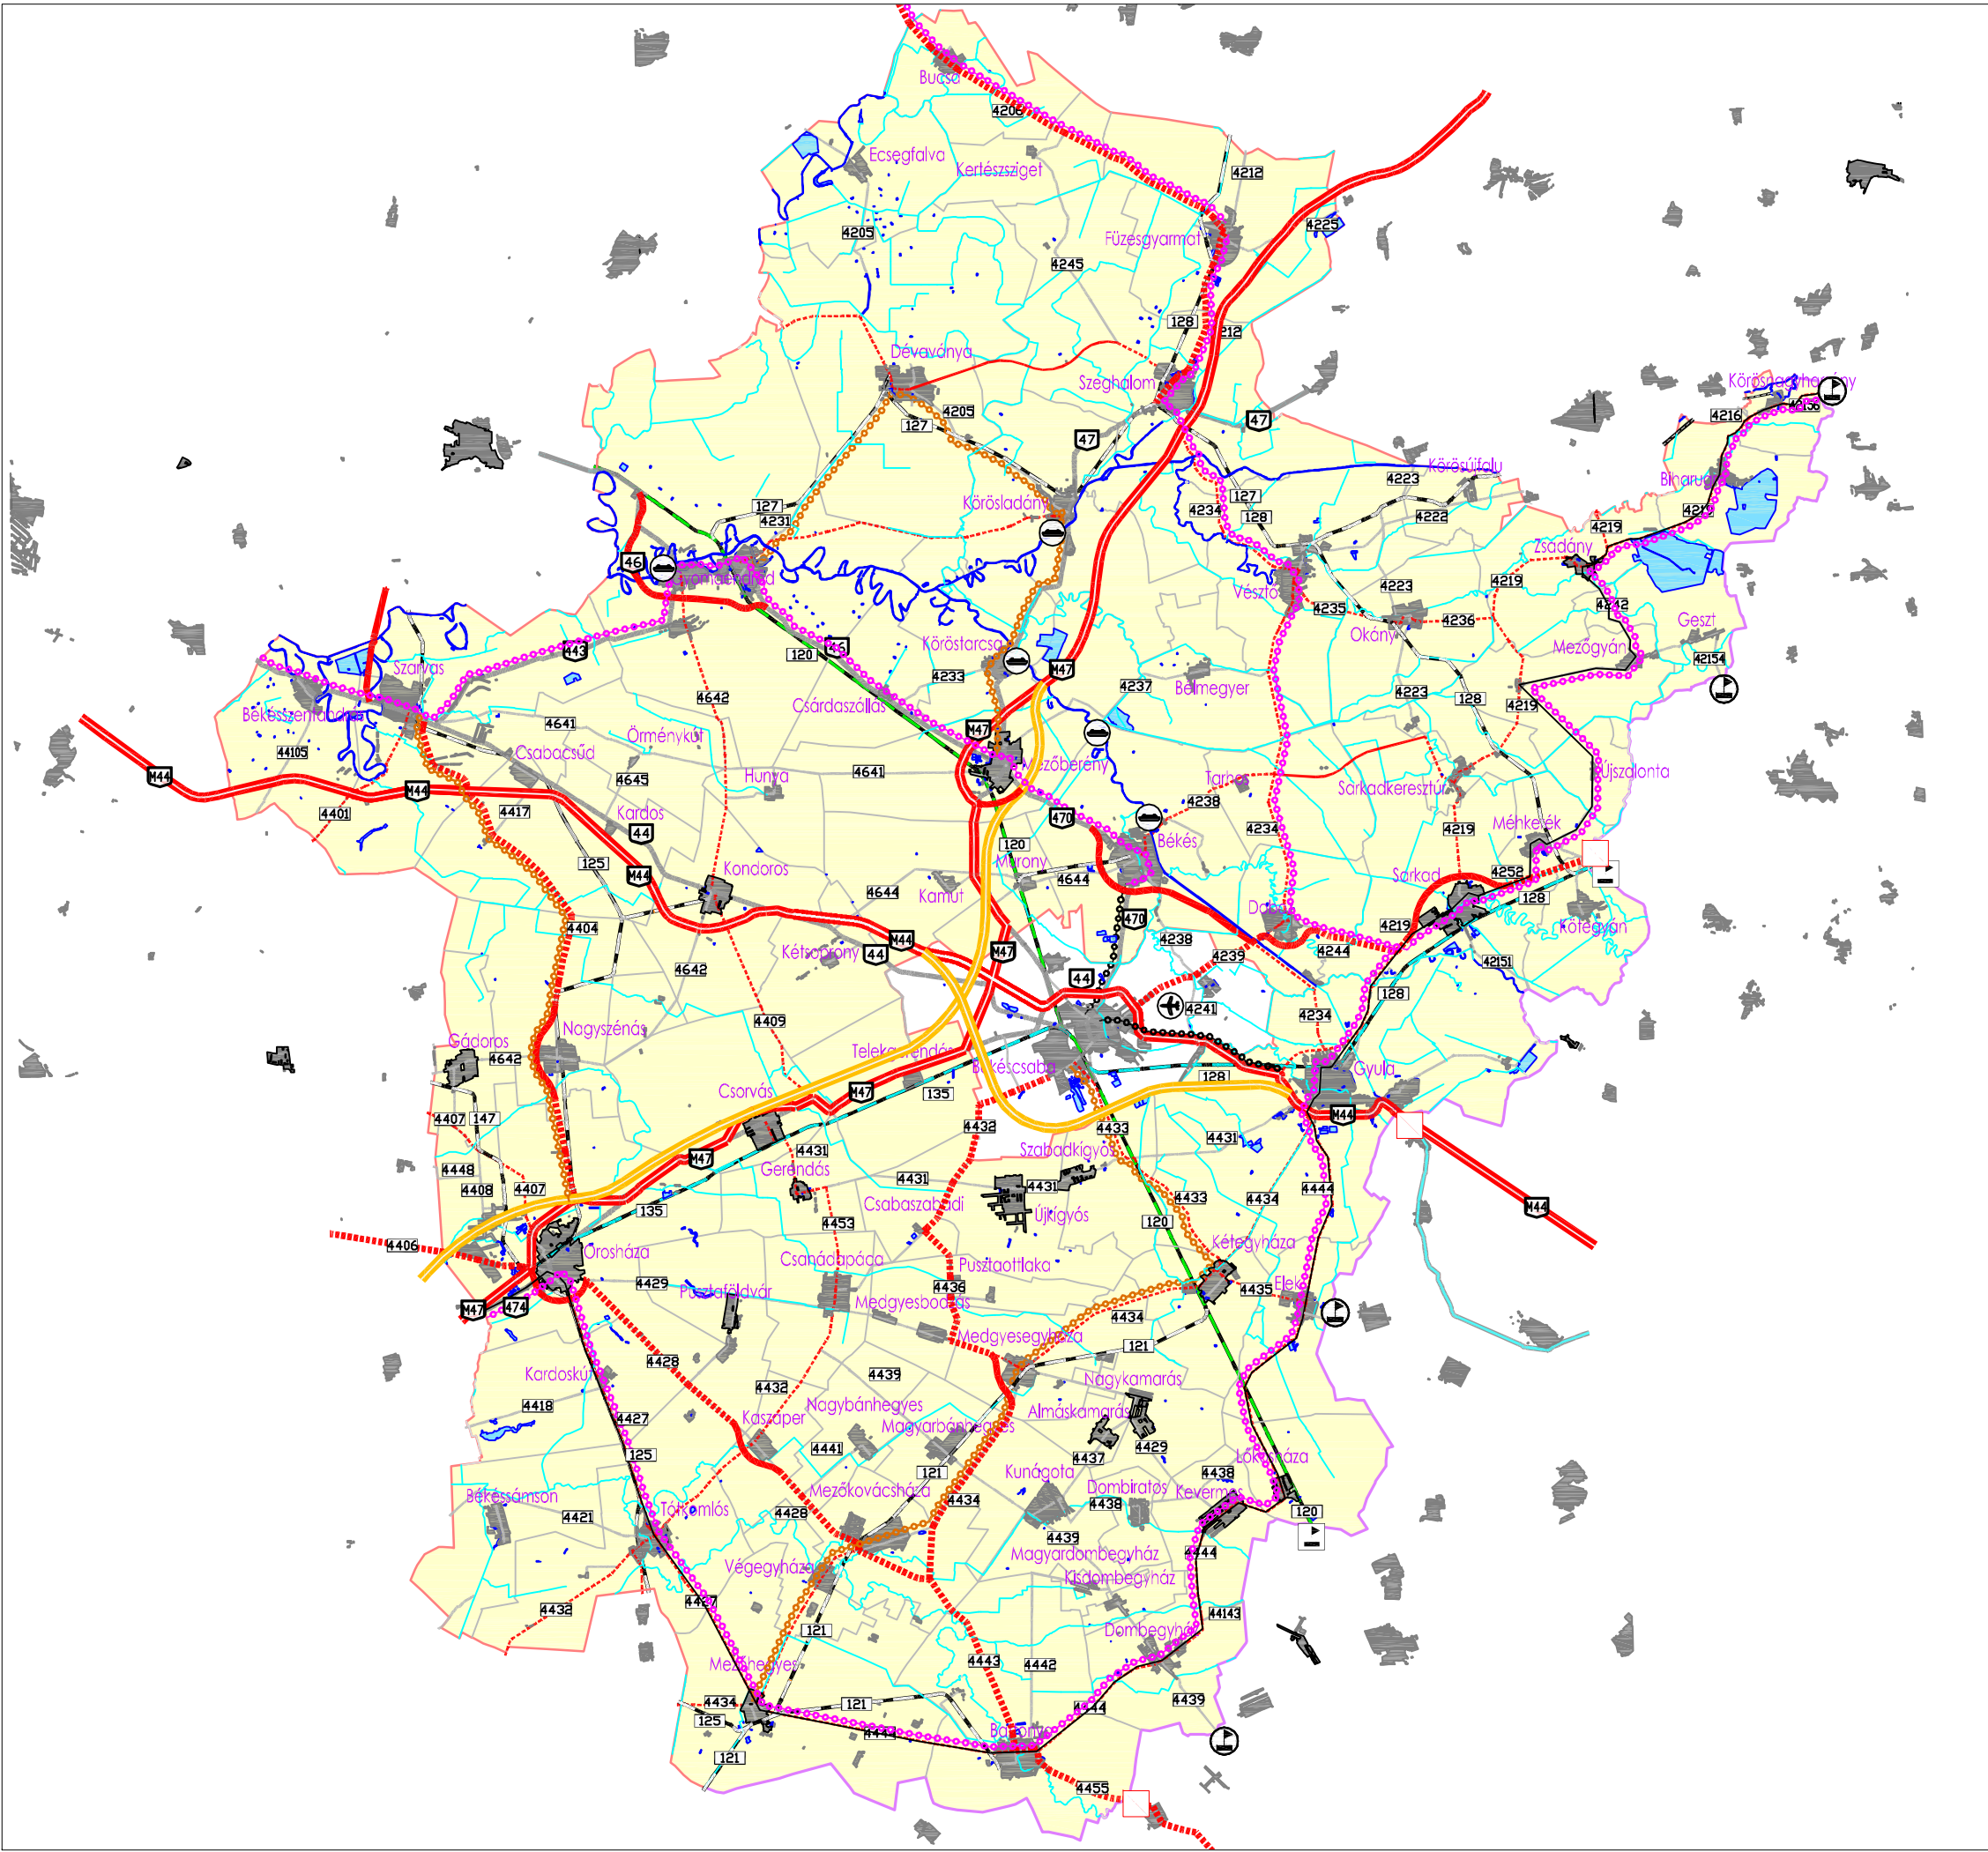 Bucsa
4206
Ecsegfalva
Kertészsziget
4212
4205
Füzesgyarmat
4225
4245
128
Dévaványa
Szeghalom
4205
127
47
47
Körösnagyharsány
4216
Körösújfalu
4223
127
4231
Körösladány
4234
127
128
4222
4219
Zsadány
46
Vésztő
4223
4219
4242
4235
4236
Okány
Geszt
Mezőgyán
42154
443
120
Köröstarcsa
4233
M47
4237
Bélmegyer
4223
128
4219
Szarvas
Békésszentandrás
4642
Csárdaszállás
44105
4641
Csabacsűd
Örménykút
M47
M44
4645
Hunya
4641
Mezőberény
Tarhos
Sarkadkeresztúr
Újszalonta
M44
4401
4417
Kardos
44
4238
470
4234
4219
Méhkerék
125
M44
Kondoros
120
Murony
Békés
4644
Kamut
4644
Sarkad
4252
128
4404
470
4219
Kötegyán
Kétsoprony
M44
44
M47
4238
4239
4244
42151
4642
44
128
4409
4241
4234
Gádoros
4642
Nagyszénás
Telekgerendás
Békéscsaba
Gyula
Csorvás
M47
135
128
4407
147
4432
4433
M44
4431
M47
4431
Szabadkígyós
4448
Gerendás
4408
4407
4431
4431
4433
4434
4444
M44
135
4453
Csabaszabadi
Újkígyós
120
4406
Orosháza
Kétegyháza
Csanádapáca
Pusztaottlaka
4429
Pusztaföldvár
4436
4435
Elek
M47
474
Medgyesbodzás
4434
Medgyesegyháza
121
4428
Kardoskút
4439
Nagykamarás
4432
4418
Nagybánhegyes
Almáskamarás
4427
Kaszaper
Magyarbánhegyes
125
4441
4437
4429
Lőkösháza
121
Kunágota
4438
Mezőkovácsháza
Dombiratos
Kevermes
Békéssámson
4434
4438
Tótkomlós
4428
120
4421
4439
Magyardombegyház
4444
Végegyháza
Kisdombegyház
4427
4432
44143
121
Dombegyház
Mezőhegyes
4443
4442
4434
121
4439
4444
125
Battonya
121
4455